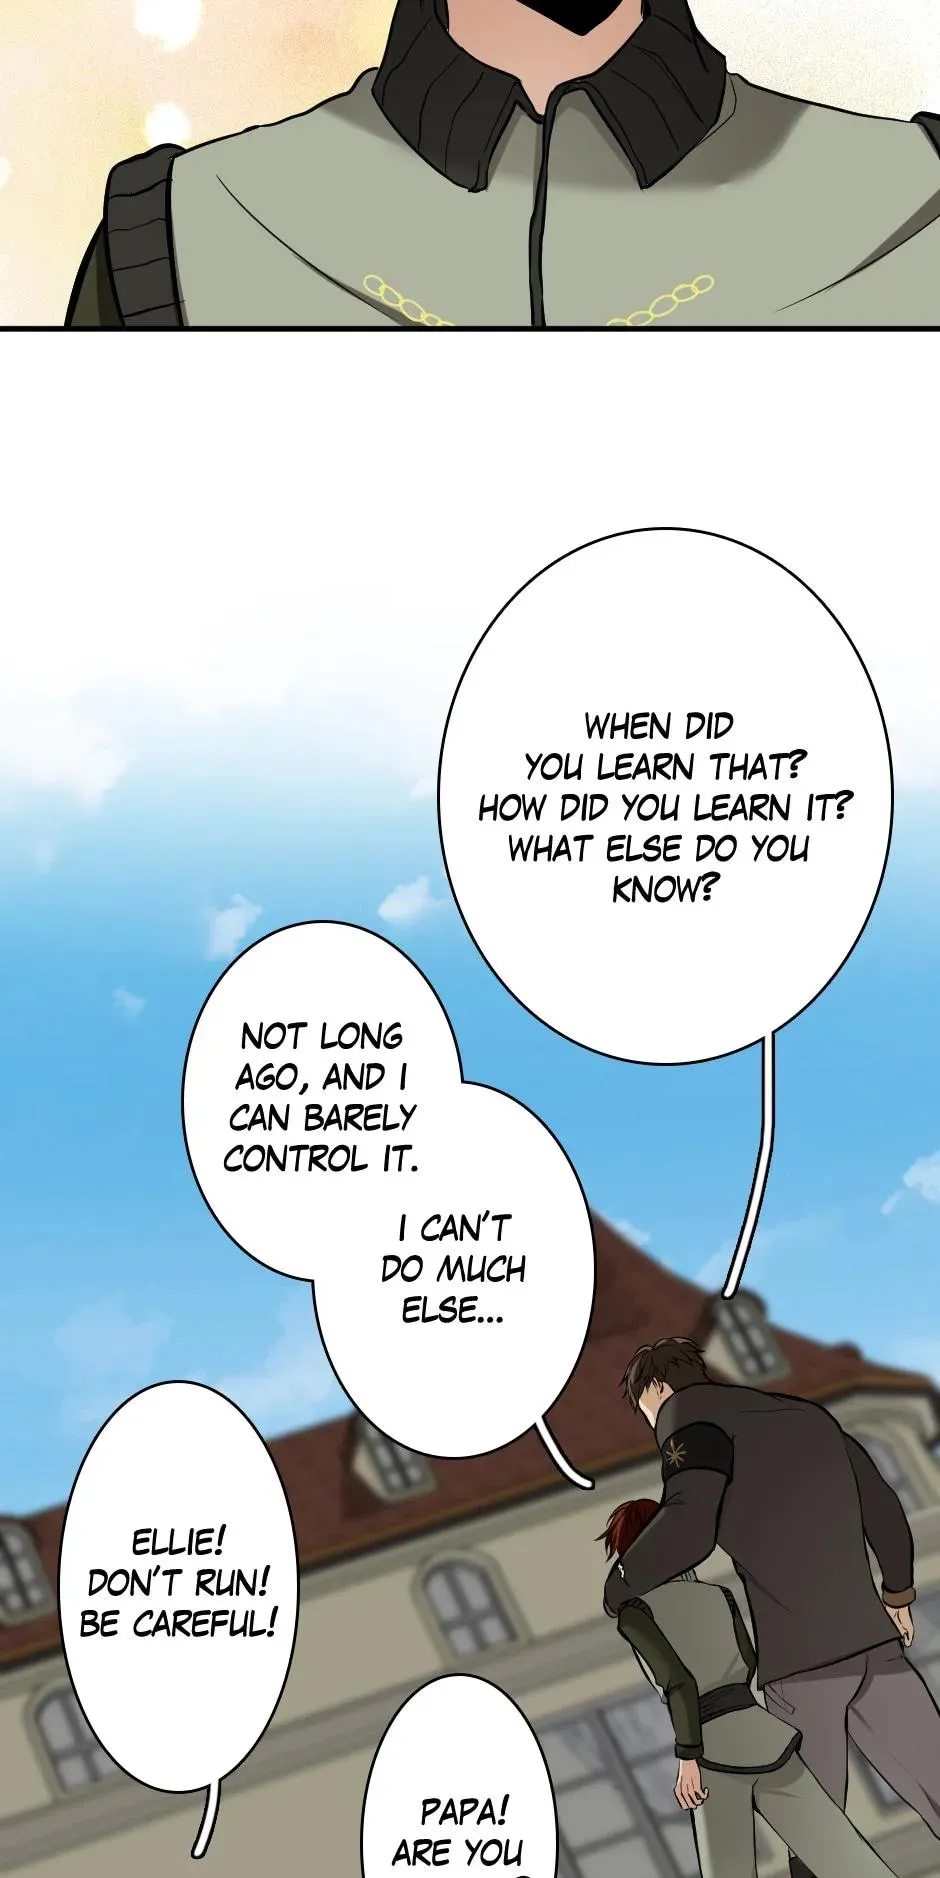 WHEN DID
YOU LEARN THAT?
HOW DID YOU LEARN IT?
WHAT ELSE DO YOU
KNOW?
NOT LONG
AGO, AND I
CAN BARELY
CONTROL IT.
I CAN'T
DO MUCH
ELSE...
ELLIE!
DON'T RUN!
BE CAREFUL!
PAPA!
ARE YOU